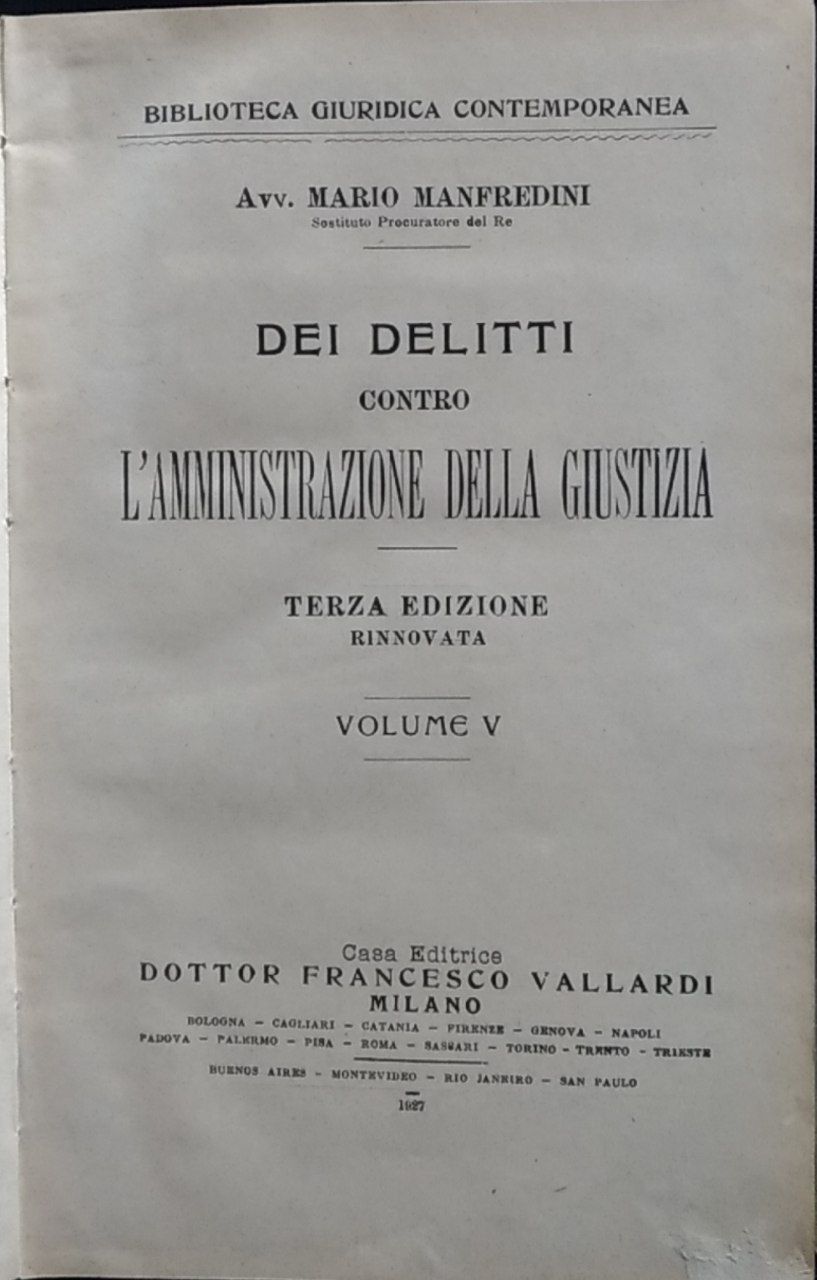 BIBLIOTECA GIURIDICA CONTEMPORANEA
Avv. MARIO MANFREDINI
Sostituto Procuratore del Re
DEI DELITTI
CONTRO
L'AMMINISTRAZIONE DELLA GIUSTIZIA
TERZA EDIZIONE
RINNOVATA
VOLUME V
Casa Editrice
DOTTOR FRANCESCO VALLARDI
MILANO
BOLOGNA – CAGLIARI – CATANIA – FIRENZE – GENOVA – NAPOLI
PADOVA – PALERMO – PISA – ROMA – SASSARI – TORINO – TRENTO – TRIESTE
BUENOS AIRES – MONTEVIDEO – RIO JANEIRO – SAN PAULO
1927